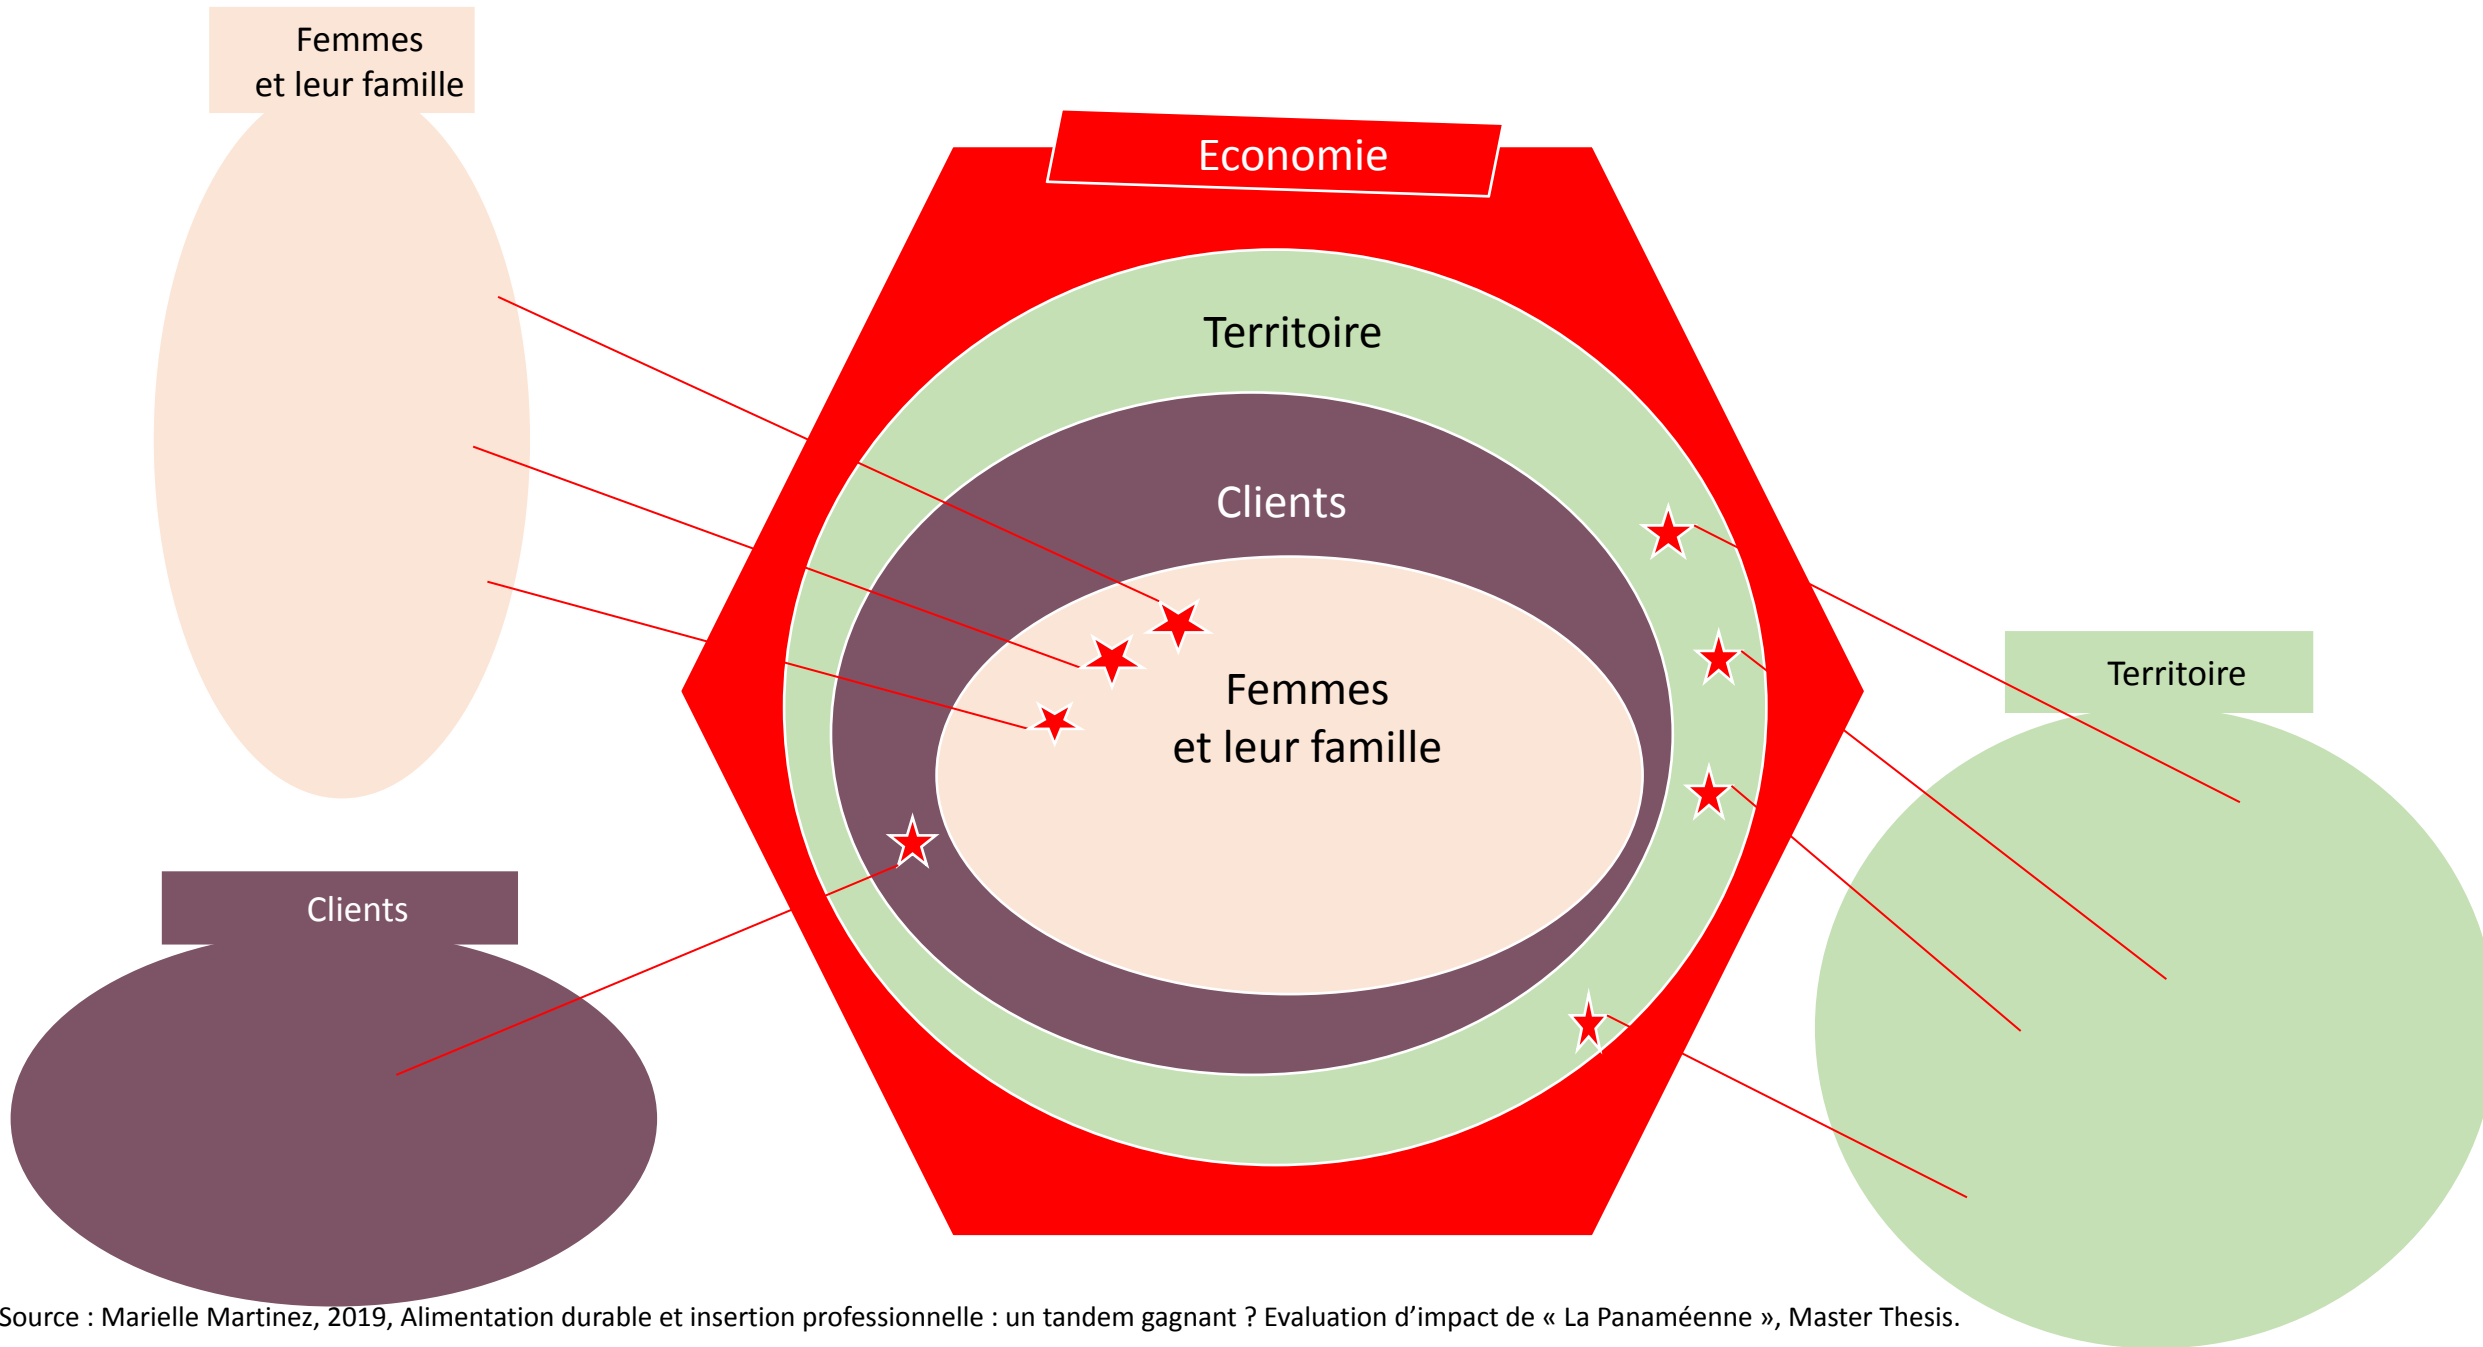 Femmes
et leur famille
Economie
Territoire
Clients
Femmes
et leur famille
Territoire
Clients
Source : Marielle Martinez, 2019, Alimentation durable et insertion professionnelle : un tandem gagnant ? Evaluation d’impact de « La Panaméenne », Master Thesis.